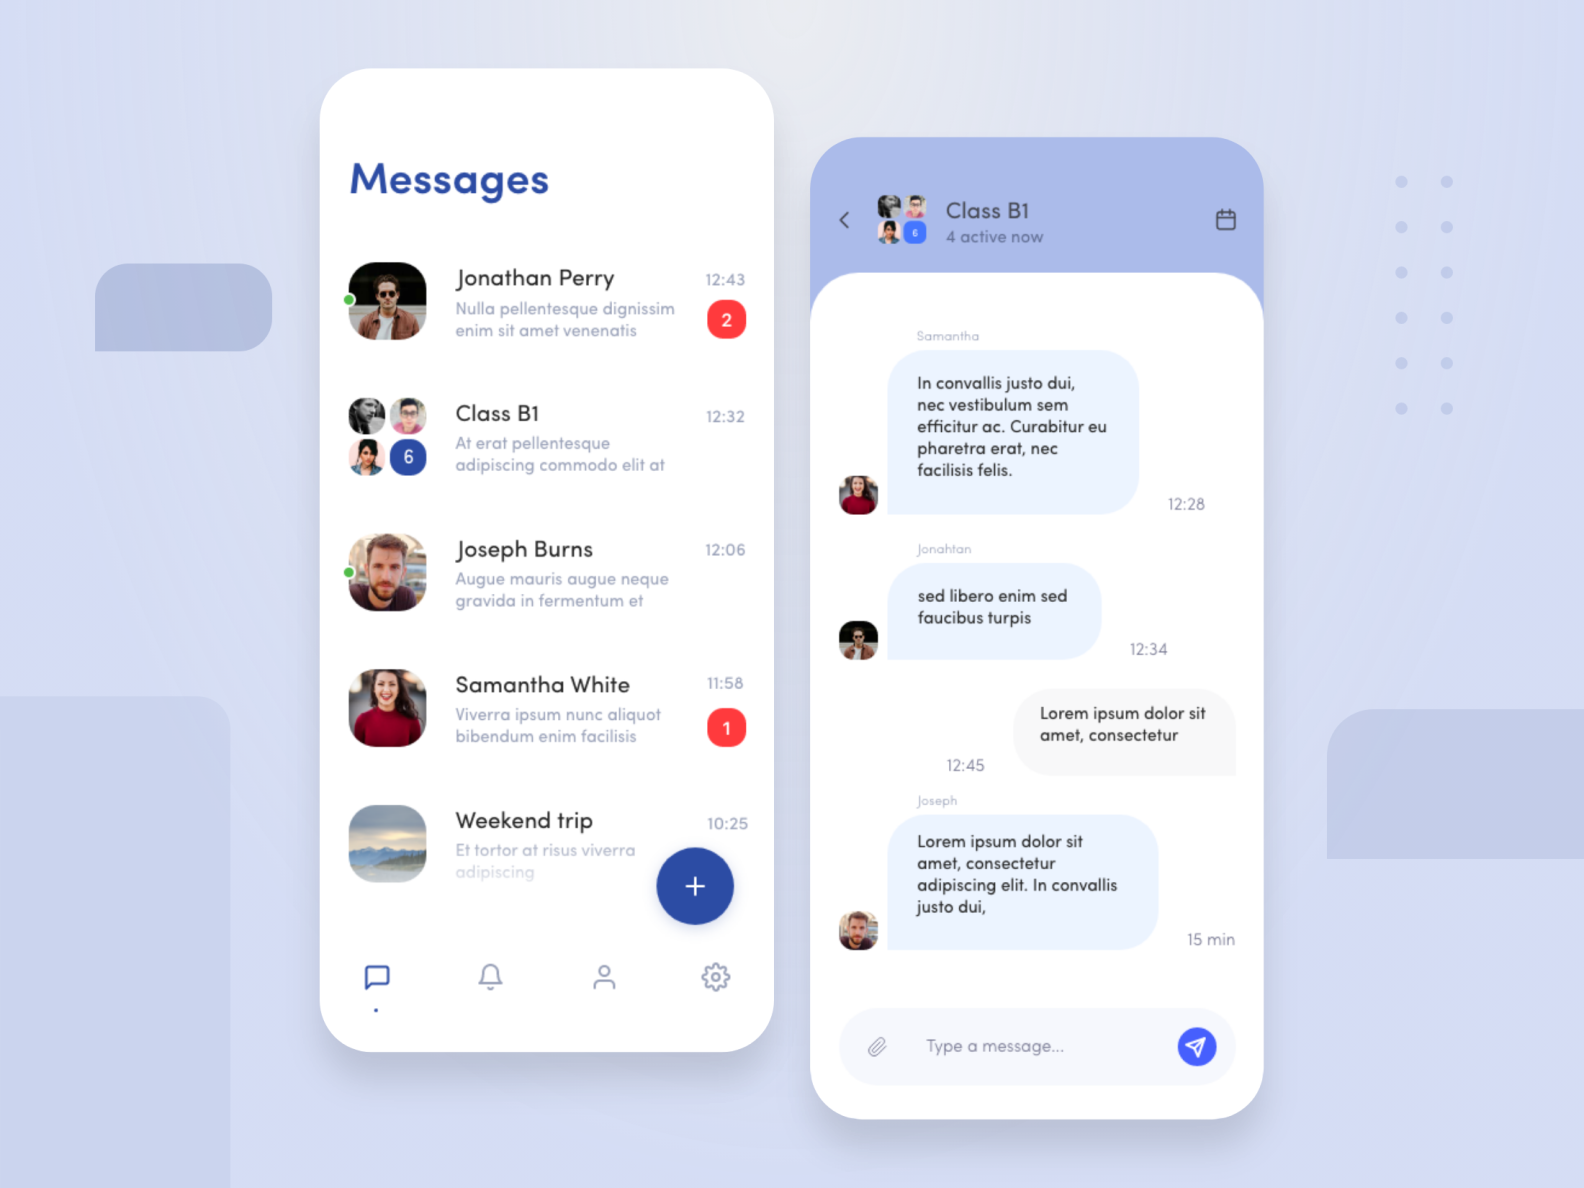 Messages
Jonathan Perry
12:43
Nulla pellentesque dignissim
enim sit amet venenatis
2
Class B1
12:32
At erat pellentesque
adipiscing commodo elit at
6
Joseph Burns
12:06
Augue mauris augue neque
gravida in fermentum et
Samantha White
11:58
Viverra ipsum nunc aliquot
bibendum enim facilisis
1
Weekend trip
10:25
Et tortor at risus viverra
adipiscing
Class B1
4 active now
6
Samantha
In convallis justo dui,
nec vestibulum sem
efficitur ac. Curabitur eu
pharetra erat, nec
facilisis felis.
12:28
Jonahtan
sed libero enim sed
faucibus turpis
12:34
Lorem ipsum dolor sit
amet, consectetur
12:45
Joseph
Lorem ipsum dolor sit
amet, consectetur
adipiscing elit. In convallis
justo dui,
15 min
Type a message...